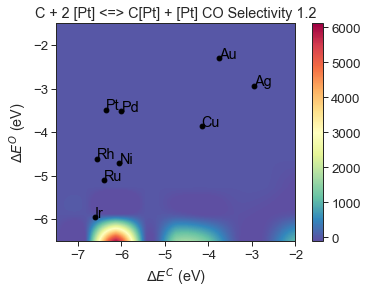 C + 2 [Pt] <=> C[Pt] + [Pt] CO Selectivity 1.2
ΔE^O (eV)
−2
−3
−4
−5
−6
Au
Ag
Pt
Pd
Cu
Rh
Ni
Ru
Ir
−7
−6
−5
−4
−3
−2
ΔE^C (eV)
6000
5000
4000
3000
2000
1000
0